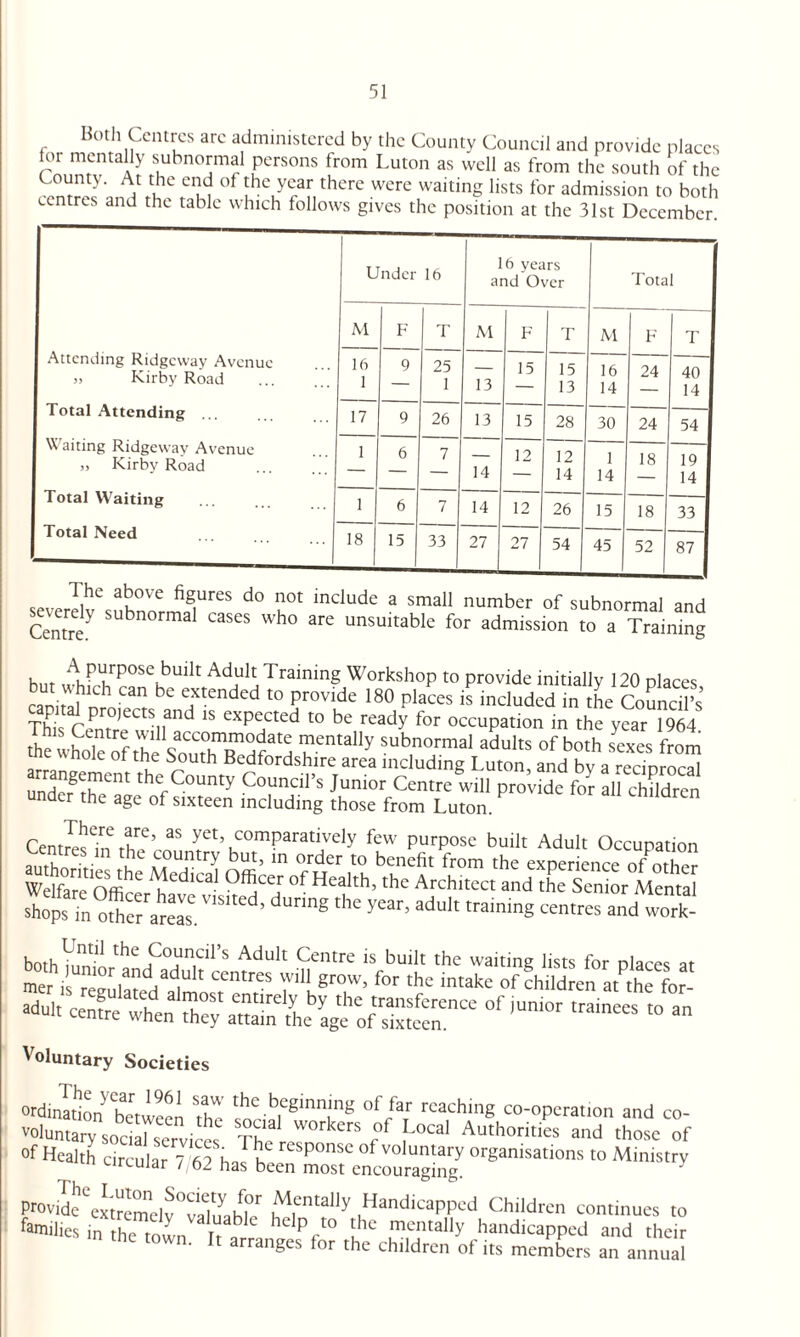 51
Both Centres are administered by the County Council and provide places
for mentally subnormal persons from Luton as well as from the south of the
County. At the end of the year there were waiting lists for admission to both
centres and the table which follows gives the position at the 31st December.
Under 16 16 years and Over Total
M F T M F T M F T
Attending Ridgeway Avenue ... 16 9 25 — 15 15 16 24 40
„ Kirby Road ... ... 1 — 1 13 — 13 14 — 14
Total Attending ... ... ... 17 9 26 13 15 28 30 24 54
Waiting Ridgeway Avenue ... 1 6 7 — 12 12 1 18 19
„ Kirby Road ... ... — — — 14 — 14 14 — 14
Total Waiting ... ... ... 1 6 7 14 12 26 15 18 33
Total Need ... ... ... 18 15 33 27 27 54 45 52 87
The above figures do not include a small number of subnormal and
severely subnormal cases who are unsuitable for admission to a Training
Centre.
A purpose built Adult Training Workshop to provide initially 120 places,
but which can be extended to provide 180 places is included in the Council's
capital projects and is expected to be ready for occupation in the year 1964.
This Centre will accommodate mentally subnormal adults of both sexes from
the whole of the South Bedfordshire area including Luton, and by a reciprocal
arrangement the County Council's Junior Centre will provide for all children
under the age of sixteen including those from Luton.
There are, as yet, comparatively few purpose built Adult Occupation
Centres in the country but, in order to benefit from the experience of other
authorities the Medical Officer of Health, the Architect and the Senior Mental
Welfare Officer have visited, during the year, adult training centres and work-
shops in other areas.
Until the Council's Adult Centre is built the waiting lists for places at
both junior and adult centres will grow, for the intake of children at the for-
mer is regulated almost entirely by the transference of junior trainees to an
adult centre when they attain the age of sixteen.
Voluntary Societies
The year 1961 saw the beginning of far reaching co-operation and co-
ordination between the social workers of Local Authorities and those of
voluntary social services. The response of voluntary organisations to Ministry
of Health circular 7/62 has been most encouraging.
The Luton Society for Mentally Handicapped Children continues to
provide extremely valuable help to the mentally handicapped and their
families in the town. It arranges for the children of its members an annual